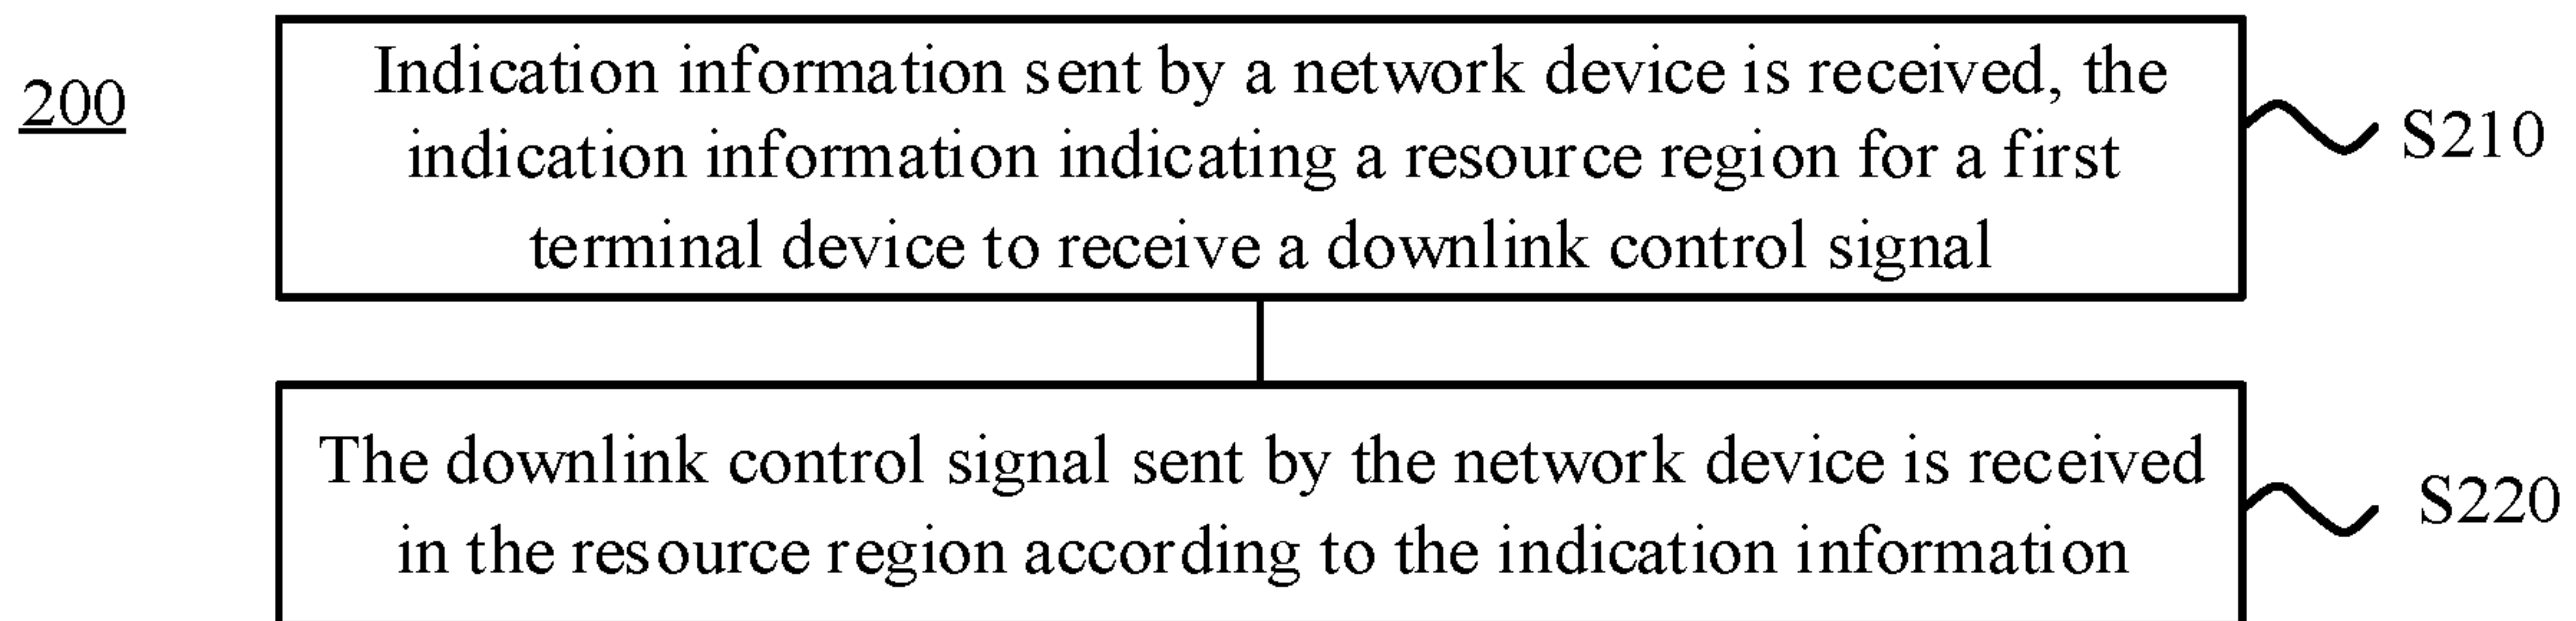 200
Indication information sent by a network device is received, the
indication information indicating a resource region for a first
terminal device to receive a downlink control signal
S210
The downlink control signal sent by the network device is received
in the resource region according to the indication information
S220